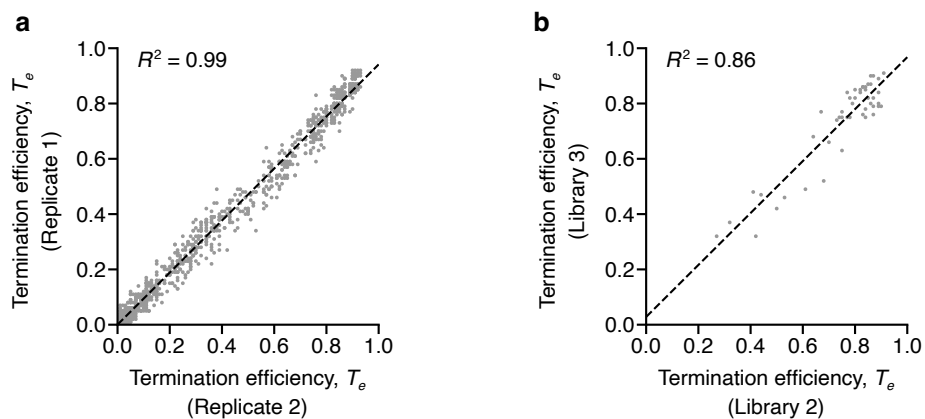 a
R² = 0.99
Termination efficiency, Tₑ
(Replicate 1)
1.0
0.8
0.6
0.4
0.2
0.0
0.0 0.2 0.4 0.6 0.8 1.0
Termination efficiency, Tₑ
(Replicate 2)
b
R² = 0.86
Termination efficiency, Tₑ
(Library 3)
1.0
0.8
0.6
0.4
0.2
0.0
0.0 0.2 0.4 0.6 0.8 1.0
Termination efficiency, Tₑ
(Library 2)